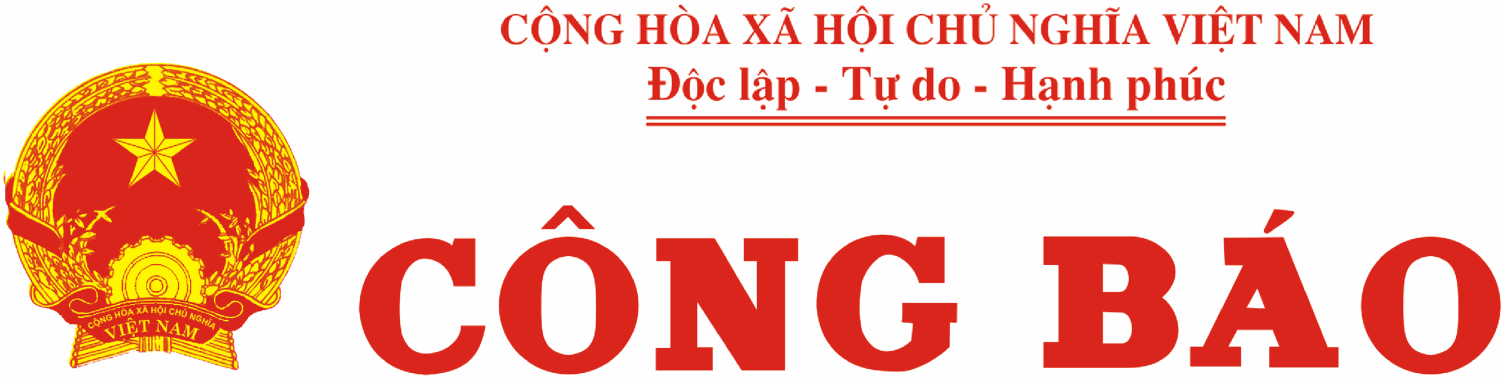 CỘNG HÒA XÃ HỘI CHỦ NGHĨA VIỆT NAM
Độc lập - Tự do - Hạnh phúc
CÔNG BÁO
CỘNG HÒA XÃ HỘI CHỦ NGHĨA
VIỆT NAM